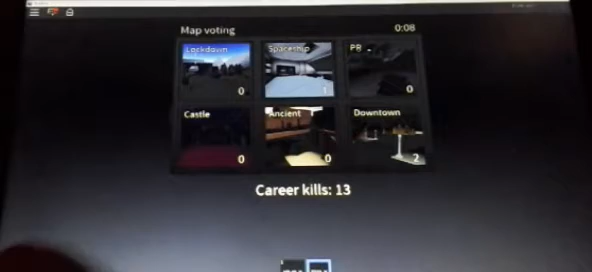 Map voting 0:08
Lockdown Spaceship PB
0 1 0
Castle Ancient Downtown
0 0 2
Career kills: 13